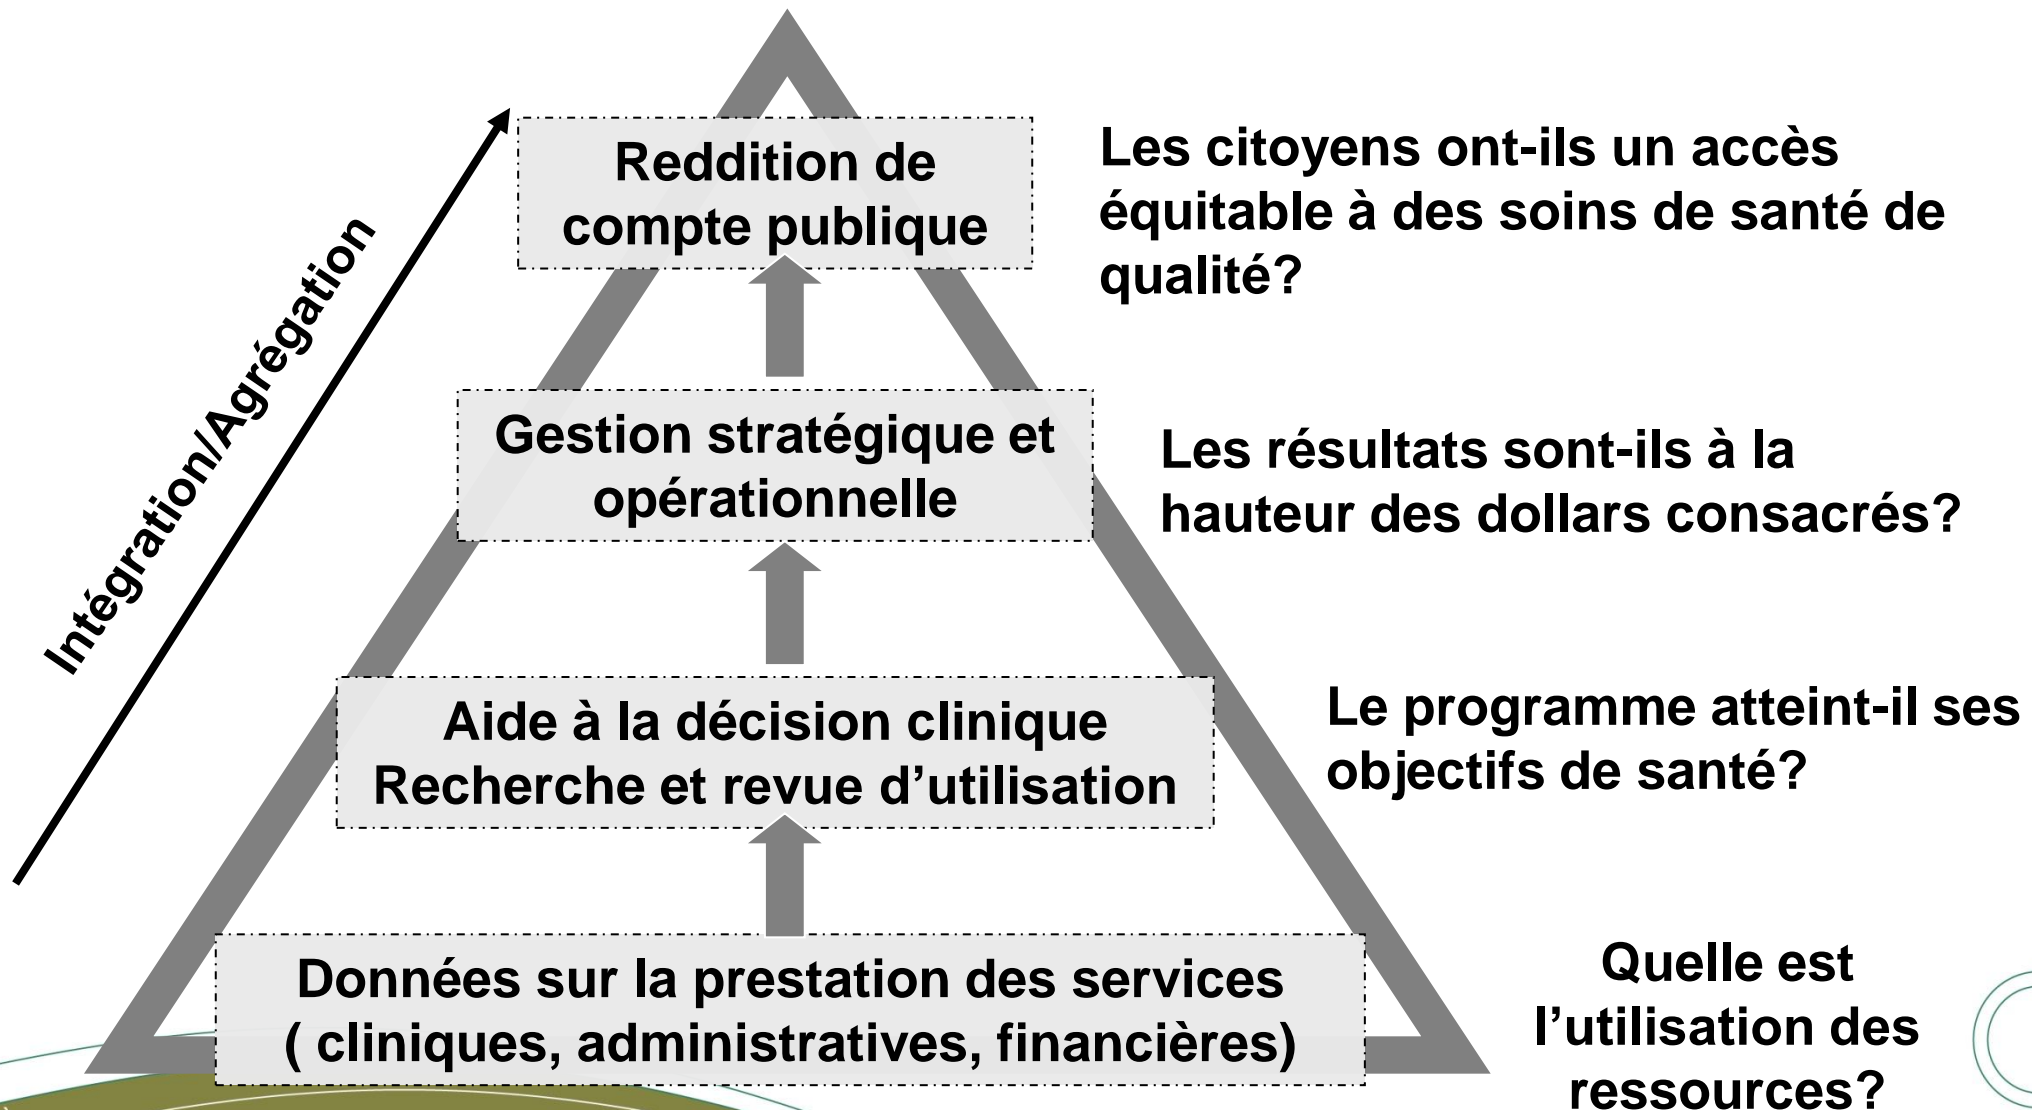 Reddition de
compte publique
Les citoyens ont-ils un accès
équitable à des soins de santé de
qualité?
Intégration/Agrégation
Gestion stratégique et
opérationnelle
Les résultats sont-ils à la
hauteur des dollars consacrés?
Aide à la décision clinique
Recherche et revue d’utilisation
Le programme atteint-il ses
objectifs de santé?
Données sur la prestation des services
( cliniques, administratives, financières)
Quelle est
l’utilisation des
ressources?